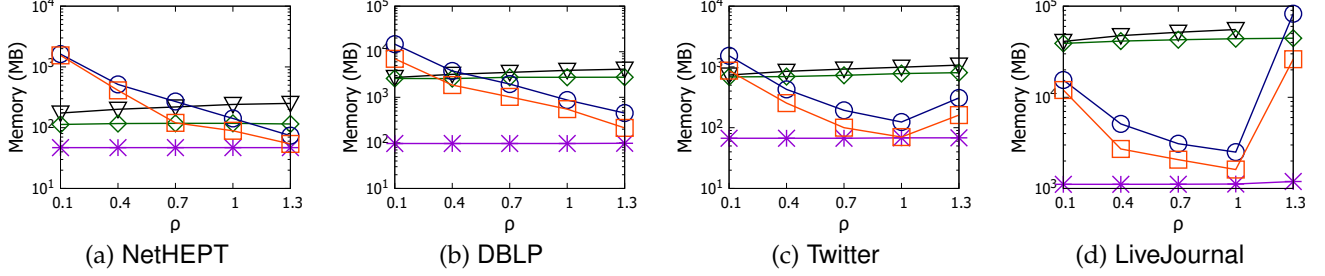 Memory (MB)
10^4
10^3
10^2
10^1
0.1 0.4 0.7 1 1.3
ρ
(a) NetHEPT
Memory (MB)
10^5
10^4
10^3
10^2
10^1
0.1 0.4 0.7 1 1.3
ρ
(b) DBLP
Memory (MB)
10^4
10^3
10^2
10^1
0.1 0.4 0.7 1 1.3
ρ
(c) Twitter
Memory (MB)
10^4
10^3
0.1 0.4 0.7 1 1.3
ρ
(d) LiveJournal